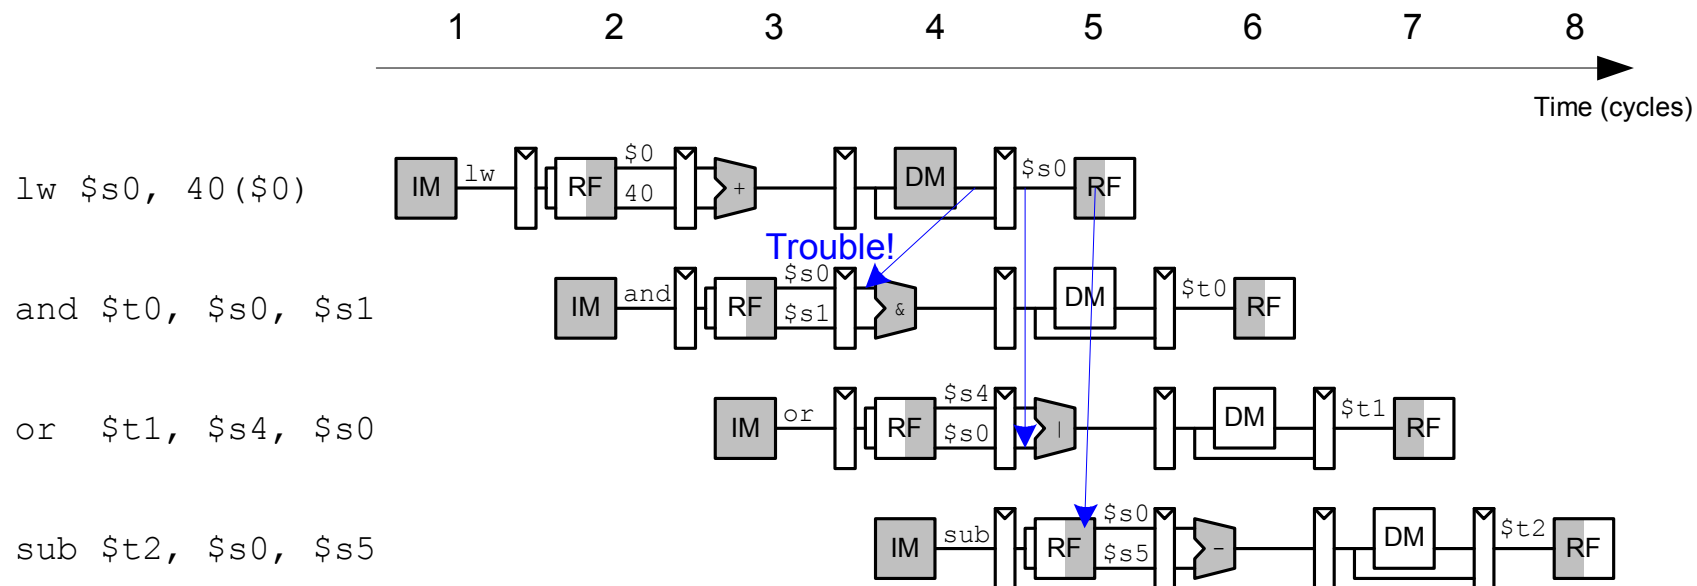 1 2 3 4 5 6 7 8
Time (cycles)
lw $s0, 40($0) IM lw RF $0 40 + DM $s0 RF
Trouble!
and $t0, $s0, $s1 IM and RF $s0 $s1 & DM $t0 RF
or $t1, $s4, $s0 IM or RF $s4 $s0 | DM $t1 RF
sub $t2, $s0, $s5 IM sub RF $s0 $s5 - DM $t2 RF